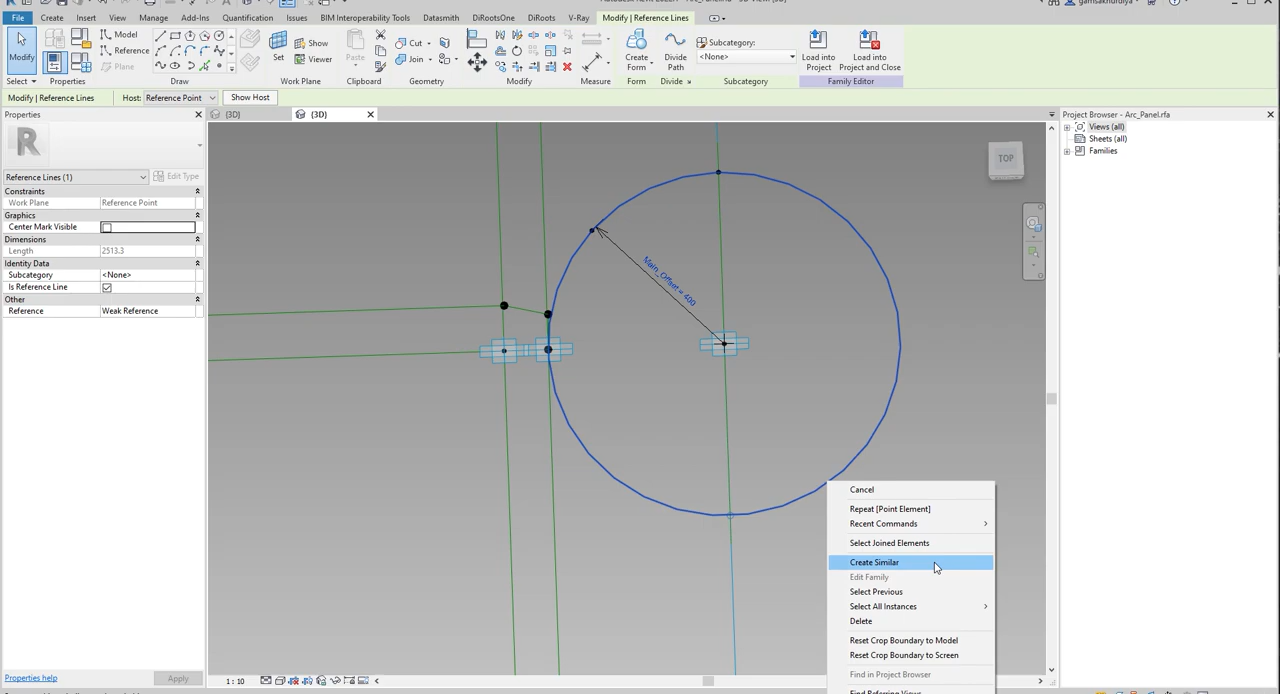 File Create Insert View Manage Add-Ins Quantification Issues BIM Interoperability Tools Datasmith DiRootsOne DiRoots V-Ray Modify | Reference Lines
Modify
Model
Reference
Plane
Set
Show
Viewer
Paste
Cut
Join
Create Form
Divide Path
Subcategory:
<None>
Load into Project
Load into Project and Close
Select Properties Draw Work Plane Clipboard Geometry Modify Measure Form Divide Subcategory Family Editor
Modify | Reference Lines Host: Reference Point Show Host
Properties
{3D} {3D}
Project Browser - Arc_Panel.rfa
Views (all)
Sheets (all)
Families
R
Reference Lines (1) Edit Type
Constraints
Work Plane Reference Point
Graphics
Center Mark Visible
Dimensions
Length 2513.3
Identity Data
Subcategory <None>
Is Reference Line
Other
Reference Weak Reference
TOP
Main_Offset = 400
Cancel
Repeat [Point Element]
Recent Commands
Select Joined Elements
Create Similar
Edit Family
Select Previous
Select All Instances
Delete
Reset Crop Boundary to Model
Reset Crop Boundary to Screen
Find in Project Browser
Find Referring Views
Properties help Apply
1 : 10